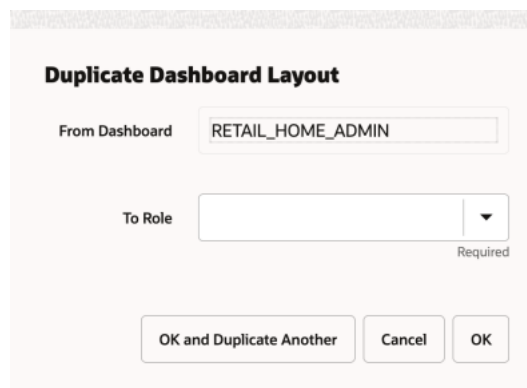 Duplicate Dashboard Layout
From Dashboard RETAIL_HOME_ADMIN
To Role
Required
OK and Duplicate Another Cancel OK